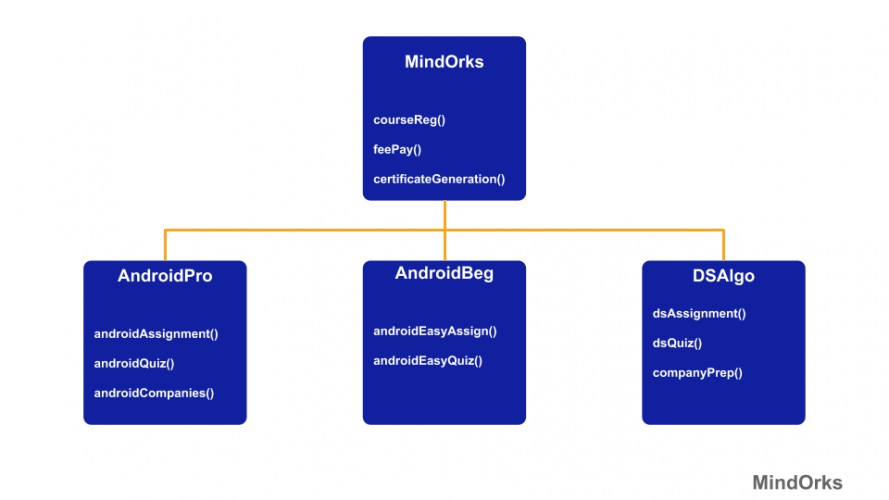 MindOrks
courseReg()
feePay()
certificateGeneration()
AndroidPro
androidAssignment()
androidQuiz()
androidCompanies()
AndroidBeg
androidEasyAssign()
androidEasyQuiz()
DSAlgo
dsAssignment()
dsQuiz()
companyPrep()
MindOrks